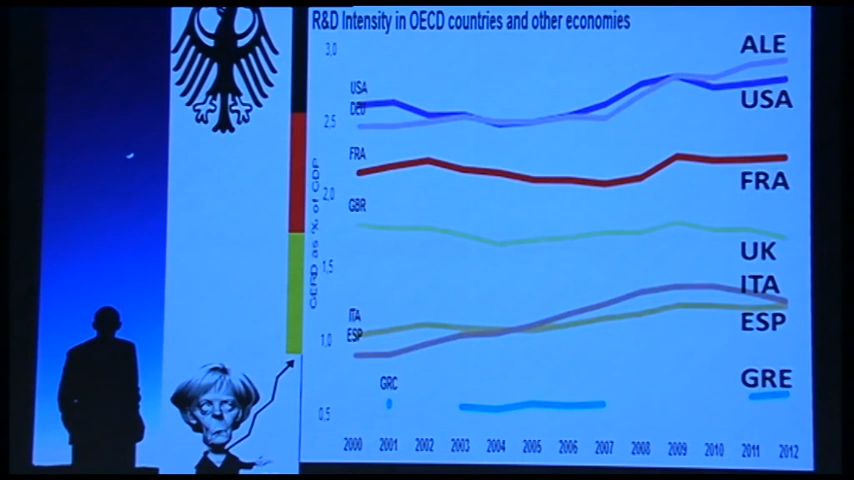 R&D Intensity in OECD countries and other economies
3,0
ALE
USA
DEU
USA
2,5
FRA
FRA
GERD as % of GDP
2,0
GBR
UK
1,5
ITA
ITA
ESP
ESP
1,0
GRC
GRE
0,5
2000 2001 2002 2003 2004 2005 2006 2007 2008 2009 2010 2011 2012